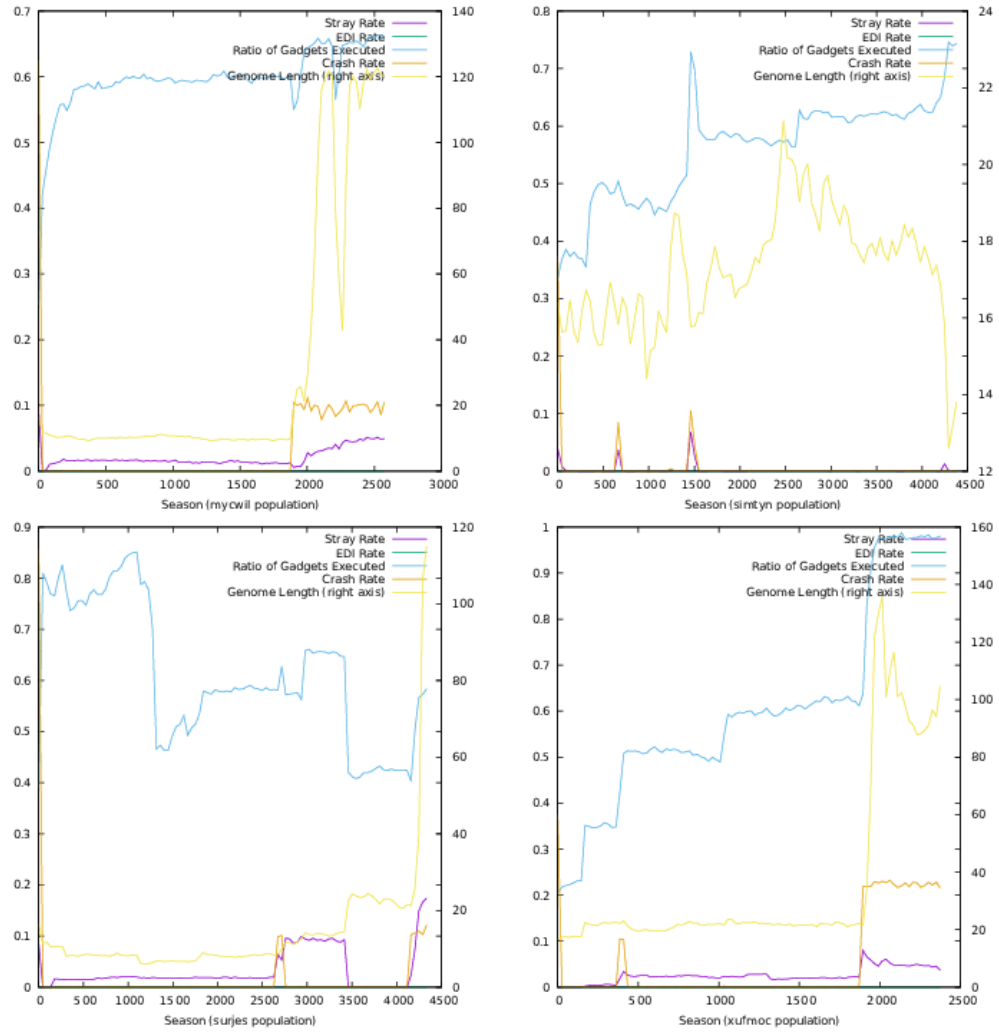 0.7
0.6
0.5
0.4
0.3
0.2
0.1
0
0 500 1000 1500 2000 2500 3000
140
120
100
80
60
40
20
0
Stray Rate
EDI Rate
Ratio of Gadgets Executed
Crash Rate
Genome Length (right axis)
Season (mycwil population)
0.8
0.7
0.6
0.5
0.4
0.3
0.2
0.1
0
0 500 1000 1500 2000 2500 3000 3500 4000 4500
24
22
20
18
16
14
12
Stray Rate
EDI Rate
Ratio of Gadgets Executed
Crash Rate
Genome Length (right axis)
Season (simtyn population)
0.9
0.8
0.7
0.6
0.5
0.4
0.3
0.2
0.1
0
0 500 1000 1500 2000 2500 3000 3500 4000 4500
120
100
80
60
40
20
0
Stray Rate
EDI Rate
Ratio of Gadgets Executed
Crash Rate
Genome Length (right axis)
Season (surjes population)
1
0.9
0.8
0.7
0.6
0.5
0.4
0.3
0.2
0.1
0
0 500 1000 1500 2000 2500
160
140
120
100
80
60
40
20
0
Stray Rate
EDI Rate
Ratio of Gadgets Executed
Crash Rate
Genome Length (right axis)
Season (xufmoc population)